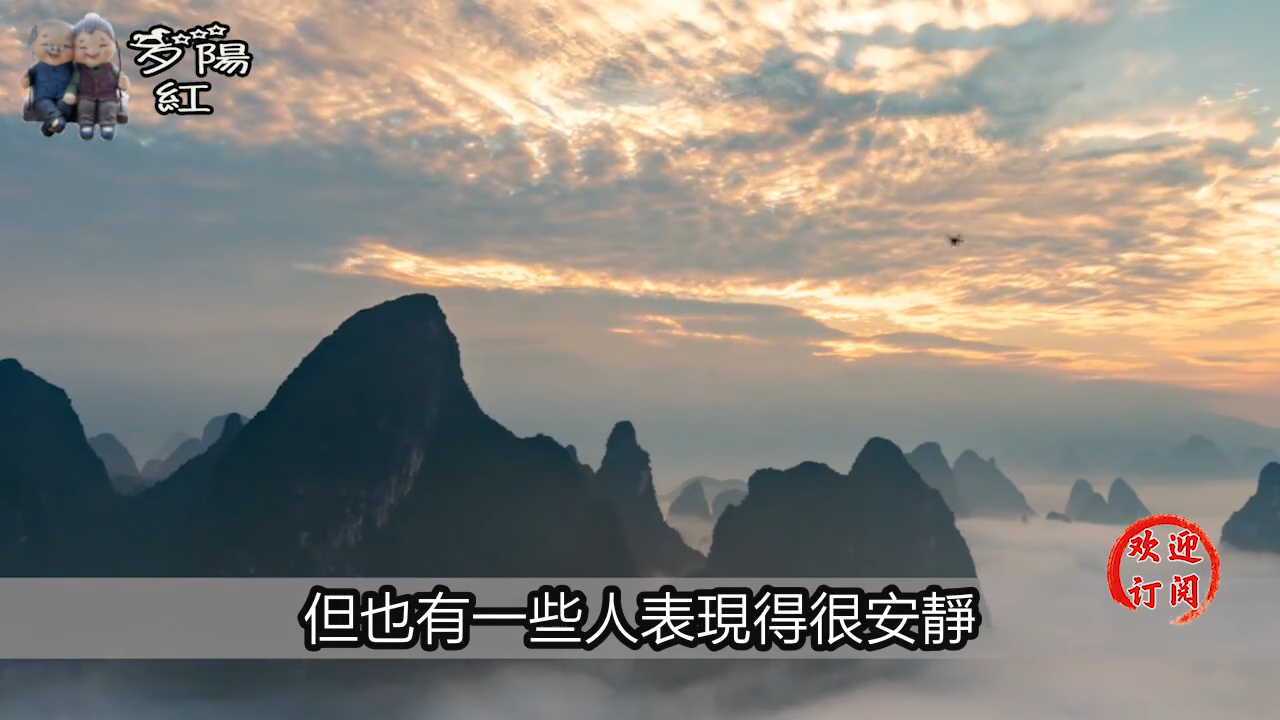 夕陽
紅
欢迎
订阅
但也有一些人表現得很安靜